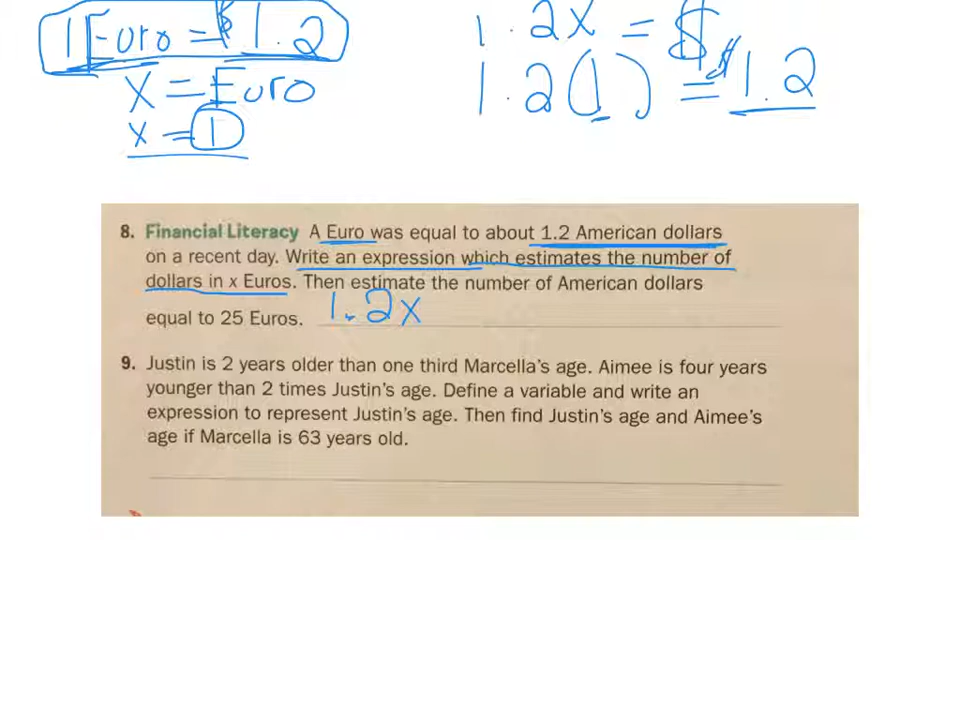 1 Euro = $1.2
x = Euro
x = 1
1.2x = $
1.2(1) = $1.2
8. Financial Literacy A Euro was equal to about 1.2 American dollars
on a recent day. Write an expression which estimates the number of
dollars in x Euros. Then estimate the number of American dollars
equal to 25 Euros. 1.2x
9. Justin is 2 years older than one third Marcella's age. Aimee is four years
younger than 2 times Justin's age. Define a variable and write an
expression to represent Justin's age. Then find Justin's age and Aimee's
age if Marcella is 63 years old.